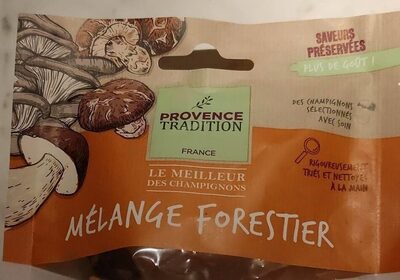 SAVEURS
PRÉSERVÉES
PLUS DE GOÛT !
PROVENCE
TRADITION
FRANCE
DES CHAMPIGNONS
SÉLECTIONNÉS
AVEC SOIN
LE MEILLEUR
DES CHAMPIGNONS
RIGOUREUSEMENT
TRIÉS ET NETTOYÉS
À LA MAIN
MÉLANGE FORESTIER